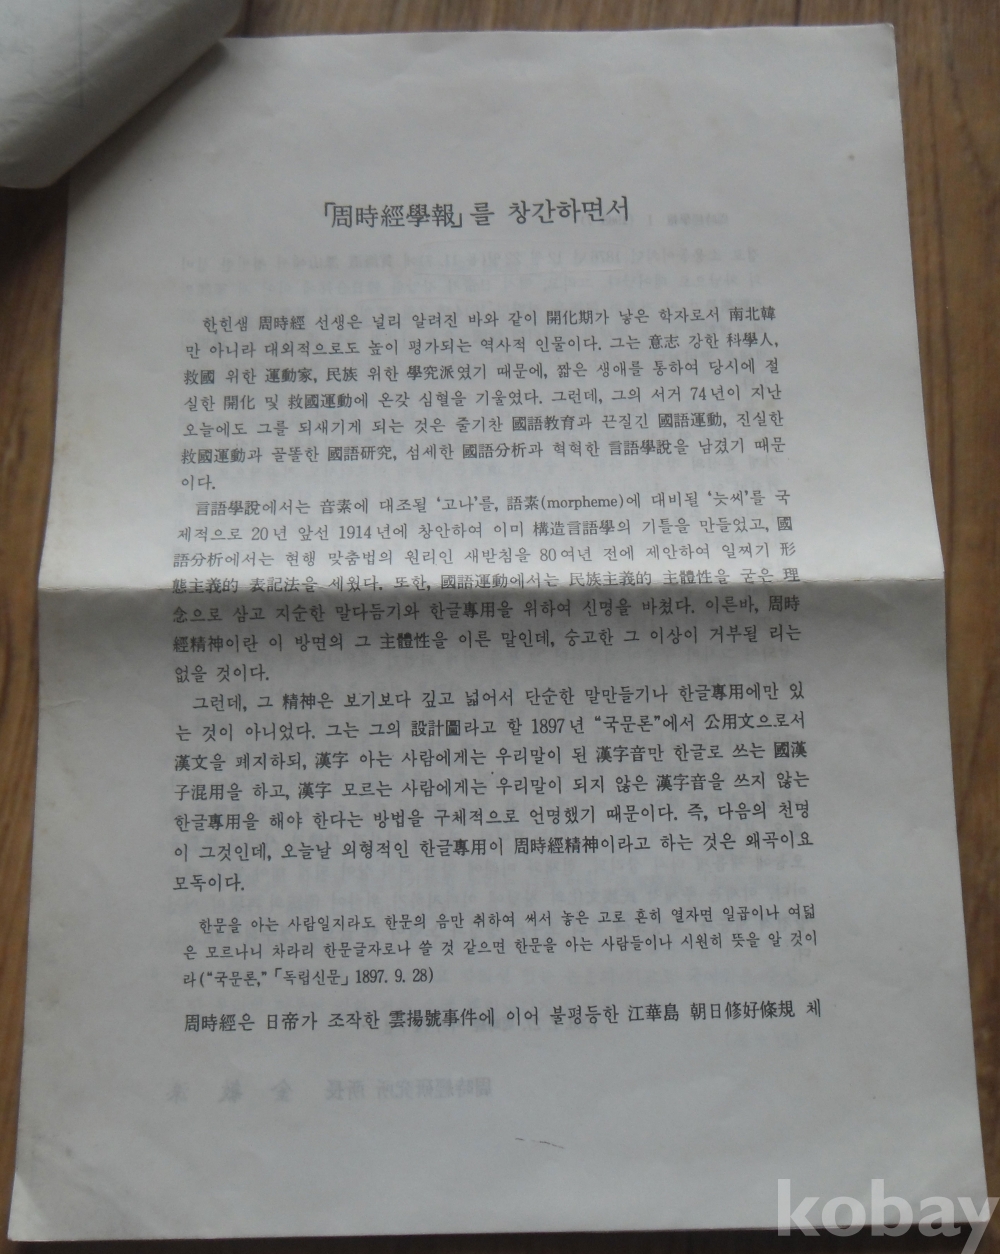 「周時經學報」를 창간하면서
한힌샘 周時經 선생은 널리 알려진 바와 같이 開化期가 낳은 학자로서 南北韓
만 아니라 대외적으로도 높이 평가되는 역사적 인물이다. 그는 意志 강한 科學人,
救國 위한 運動家, 民族 위한 學究派였기 때문에, 짧은 생애를 통하여 당시에 절
실한 開化 및 救國運動에 온갖 심혈을 기울였다. 그런데, 그의 서거 74년이 지난
오늘에도 그를 되새기게 되는 것은 줄기찬 國語教育과 끈질긴 國語運動, 진실한
救國運動과 골똘한 國語研究, 섬세한 國語分析과 혁혁한 言語學說을 남겼기 때문
이다.
言語學說에서는 音素에 대조될 ‘고나’를, 語素(morpheme)에 대비될 ‘늣씨’를 국
제적으로 20년 앞선 1914년에 창안하여 이미 構造言語學의 기틀을 만들었고, 國
語分析에서는 현행 맞춤법의 원리인 새받침을 80여년 전에 제안하여 일찌기 形
態主義的 表記法을 세웠다. 또한, 國語運動에서는 民族主義的 主體性을 굳은 理
念으로 삼고 지순한 말다듬기와 한글專用을 위하여 신명을 바쳤다. 이른바, 周時
經精神이란 이 방면의 그 主體性을 이른 말인데, 숭고한 그 이상이 거부될 리는
없을 것이다.
그런데, 그 精神은 보기보다 깊고 넓어서 단순한 말만들기나 한글專用에만 있
는 것이 아니었다. 그는 그의 設計圖라고 할 1897년 “국문론”에서 公用文으로서
漢文을 폐지하되, 漢字 아는 사람에게는 우리말이 된 漢字音만 한글로 쓰는 國漢
子混用을 하고, 漢字 모르는 사람에게는 우리말이 되지 않은 漢字音을 쓰지 않는
한글專用을 해야 한다는 방법을 구체적으로 언명했기 때문이다. 즉, 다음의 천명
이 그것인데, 오늘날 외형적인 한글專用이 周時經精神이라고 하는 것은 왜곡이요
모독이다.
한문을 아는 사람일지라도 한문의 음만 취하여 써서 놓은 고로 흔히 열자면 일곱이나 여덟
은 모르나니 차라리 한문글자로나 쓸 것 같으면 한문을 아는 사람들이나 시원히 뜻을 알 것이
라(“국문론,”「독립신문」1897. 9. 28)
周時經은 日帝가 조작한 雲揚號事件에 이어 불평등한 江華島 朝日修好條規 체
kobay